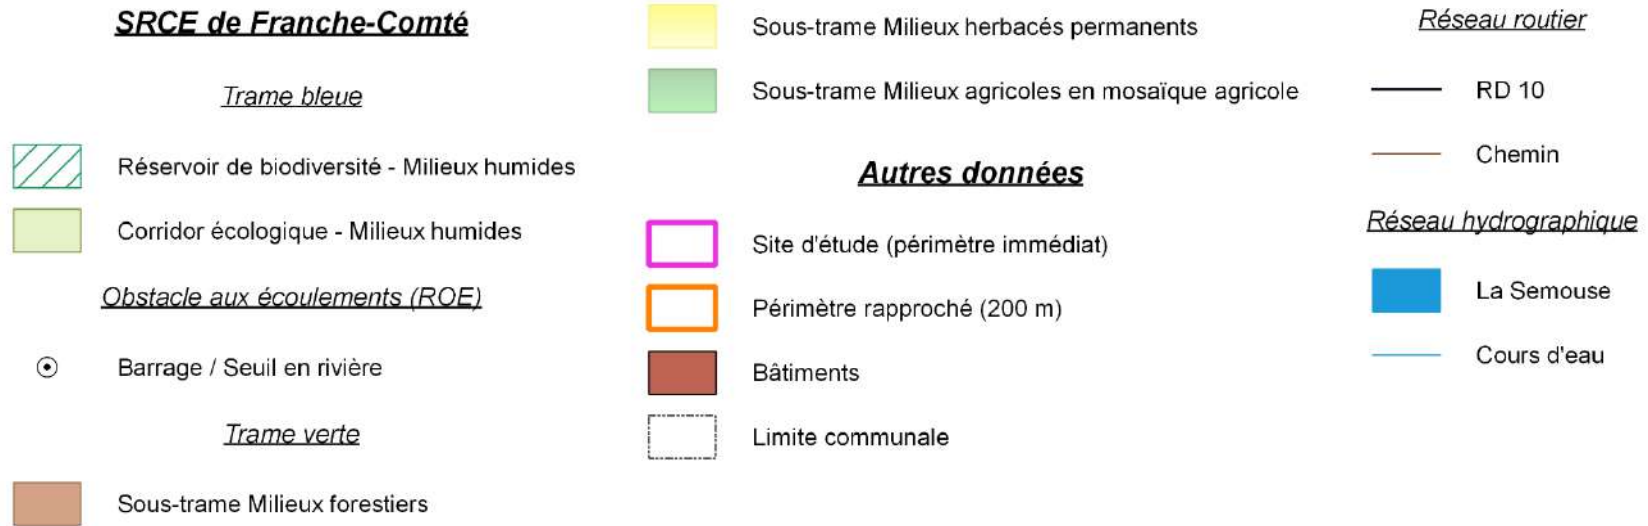 SRCE de Franche-Comté
Trame bleue
Réservoir de biodiversité - Milieux humides
Corridor écologique - Milieux humides
Obstacle aux écoulements (ROE)
Barrage / Seuil en rivière
Trame verte
Sous-trame Milieux forestiers
Sous-trame Milieux herbacés permanents
Sous-trame Milieux agricoles en mosaïque agricole
Autres données
Site d'étude (périmètre immédiat)
Périmètre rapproché (200 m)
Bâtiments
Limite communale
Réseau routier
RD 10
Chemin
Réseau hydrographique
La Semouse
Cours d'eau